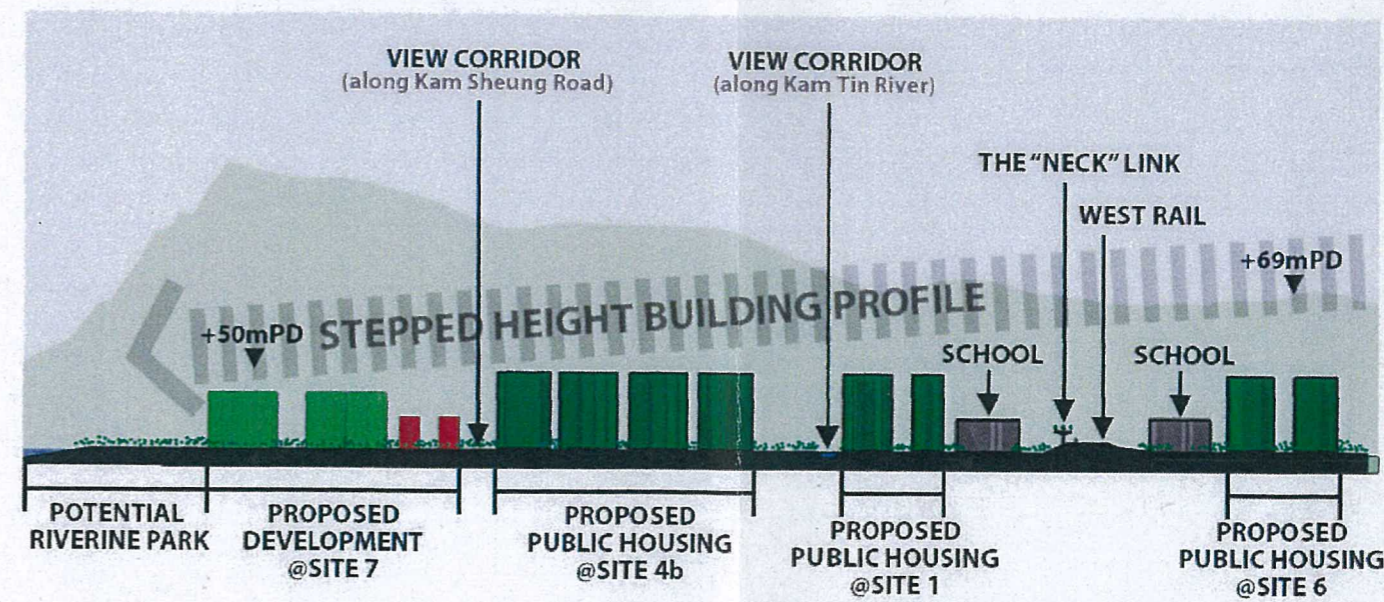 VIEW CORRIDOR
(along Kam Sheung Road)
VIEW CORRIDOR
(along Kam Tin River)
THE "NECK" LINK
WEST RAIL
+69mPD
+50mPD
STEPPED HEIGHT BUILDING PROFILE
SCHOOL
SCHOOL
POTENTIAL
RIVERINE PARK
PROPOSED
DEVELOPMENT
@SITE 7
PROPOSED
PUBLIC HOUSING
@SITE 4b
PROPOSED
PUBLIC HOUSING
@SITE 1
PROPOSED
PUBLIC HOUSING
@SITE 6